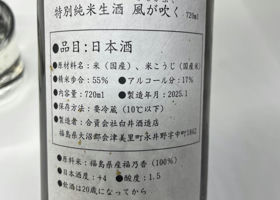 特別純米生酒 風が吹く 720ml
●品目:日本酒
●原材料名:米(国産)、米こうじ(国産米)
●精米歩合:55% ●アルコール分:17%
●内容量:720ml ●製造年月:2025.1
●保存方法:要冷蔵(10℃以下)
●製造者:合資会社白井酒造店
福島県大沼郡会津美里町永井野字中町1862
●原料米:福島県産福乃香(100%)
●日本酒度:+4 ●酸度:1.5
●飲酒は20歳になってから